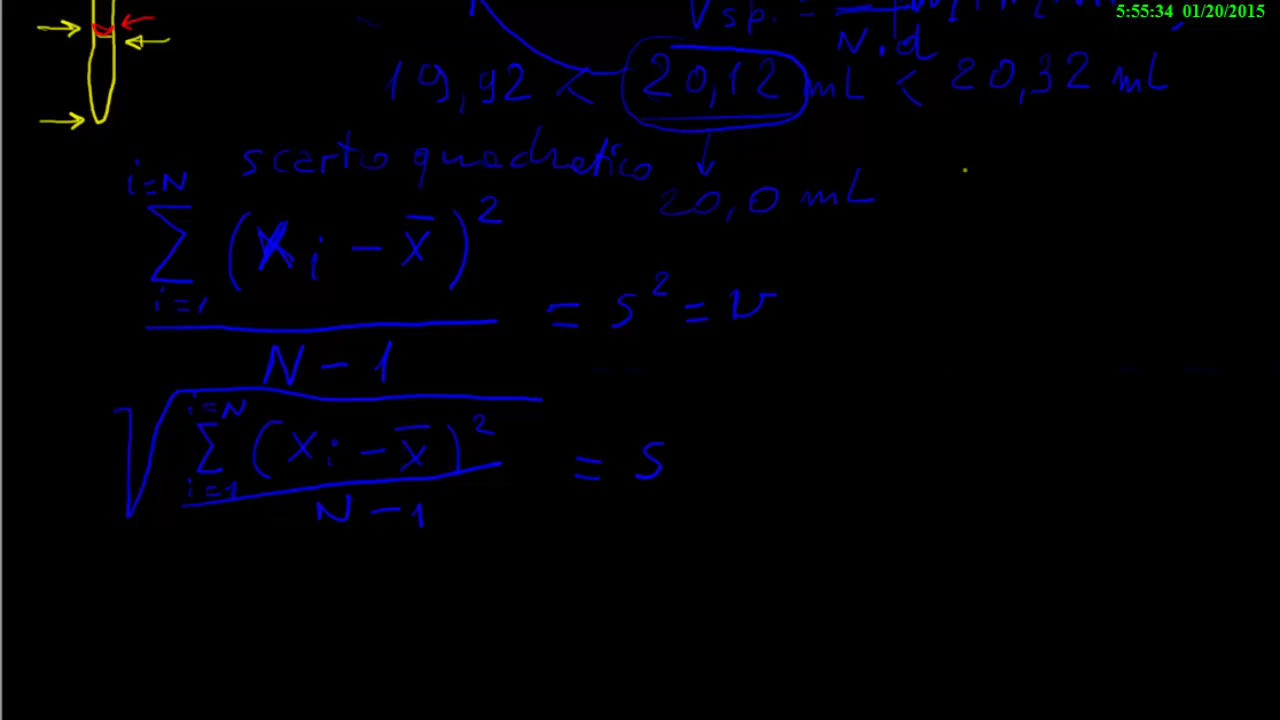 5:55:34 01/20/2015
V sp. =
N.d
19,92 < 20,12 mL < 20,32 mL
scarto quadratico
20,0 mL
i=N
∑ (Xi − x̄)²
i=1
= s² = v
N − 1
i=N
√ ∑ (Xi − x̄)²
i=1
= s
N − 1